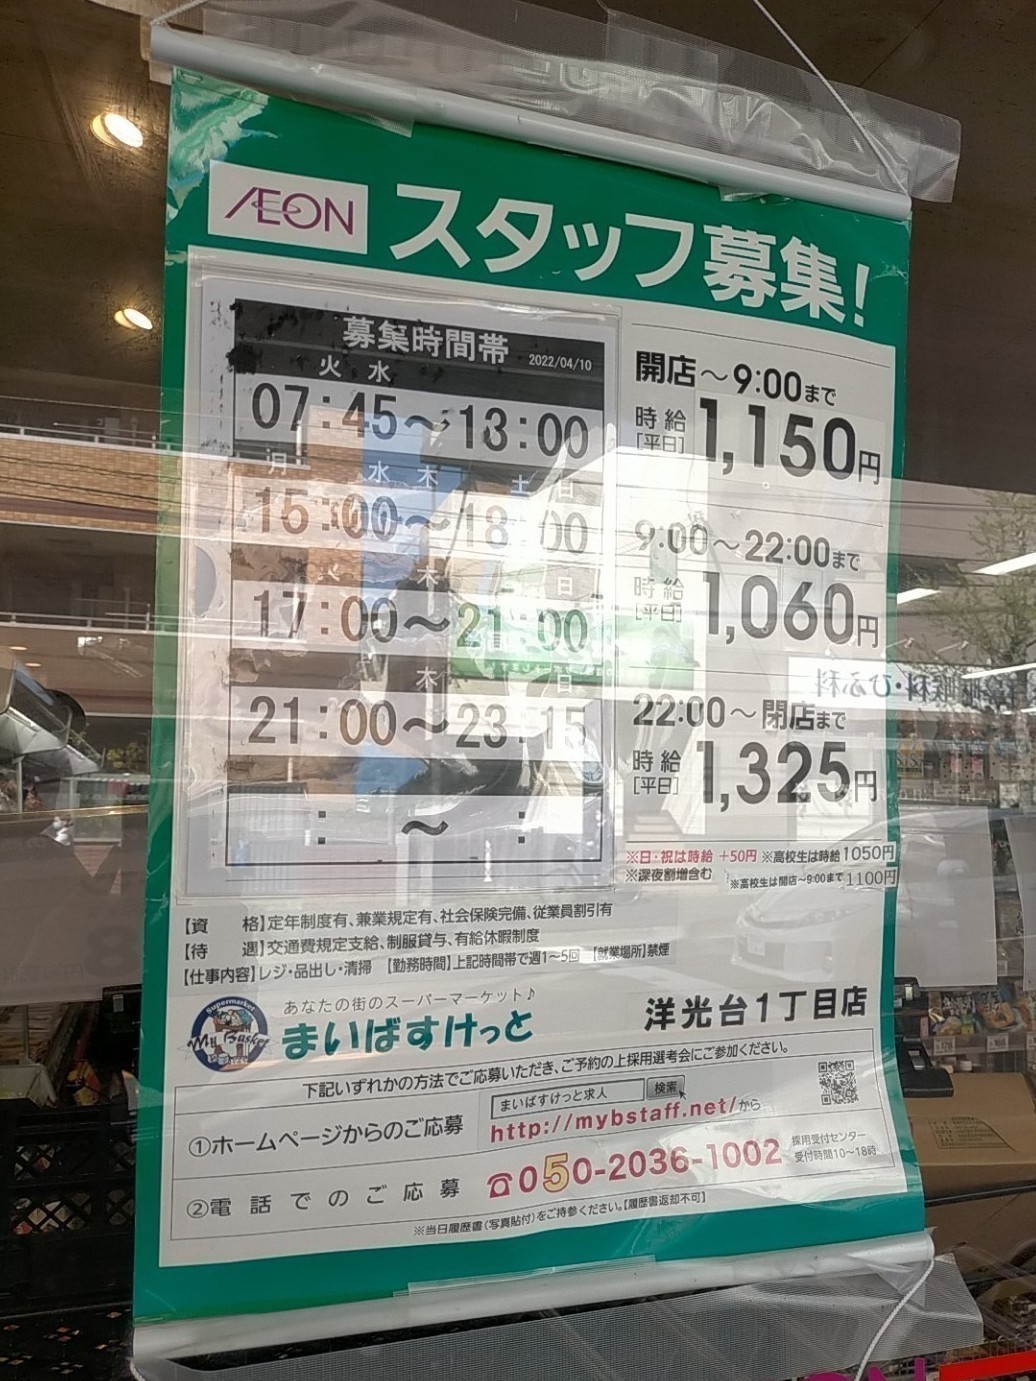 ÆON スタッフ募集!
募集時間帯 2022/04/10
火 水
07:45～13:00
月 水 木 土 日
15:00～18:00
火 木 日
17:00～21:00
木 日
21:00～23:15
: ～ :
開店～9:00まで
時給[平日]1,150円
9:00～22:00まで
時給[平日]1,060円
22:00～閉店まで
時給[平日]1,325円
※日・祝は時給 +50円 ※高校生は時給1050円
※深夜割増含む ※高校生は開店～9:00まで1100円
【資 格】定年制度有、兼業規定有、社会保険完備、従業員割引有
【待 遇】交通費規定支給、制服貸与、有給休暇制度
【仕事内容】レジ・品出し・清掃 【勤務時間】上記時間帯で週1～5回 【就業場所】禁煙
Supermarket
My Basket
あなたの街のスーパーマーケット♪
まいばすけっと 洋光台1丁目店
下記いずれかの方法でご応募いただき、ご予約の上採用選考会にご参加ください。
①ホームページからのご応募 まいばすけっと求人 検索
http://mybstaff.net/から
②電話でのご応募 ☎050-2036-1002 採用受付センター
受付時間10～18時
※当日履歴書(写真貼付)をご持参ください。【履歴書返却不可】